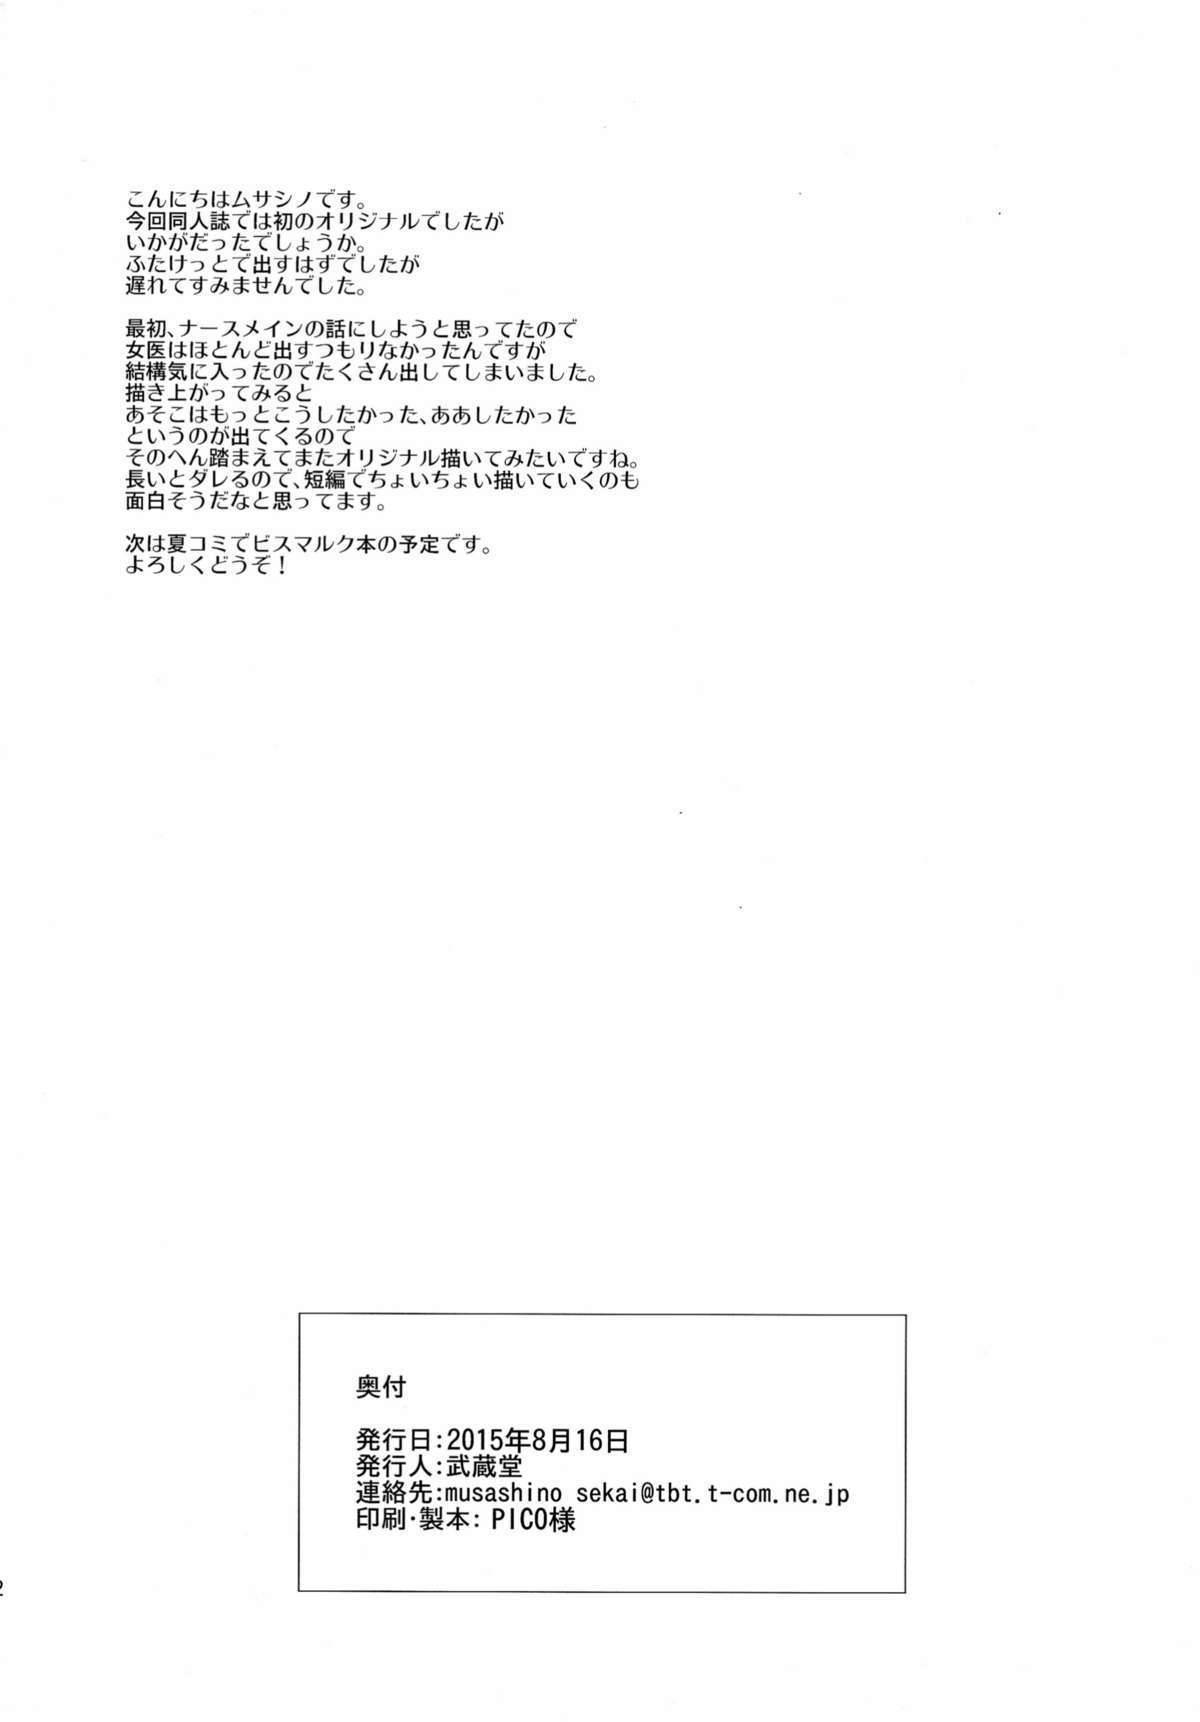 こんにちはムサシノです。
今回同人誌では初のオリジナルでしたが
いかがだったでしょうか。
ふたけっとで出すはずでしたが
遅れてすみませんでした。
最初、ナースメインの話にしようと思ってたので
女医はほとんど出すつもりなかったんですが
結構気に入ったのでたくさん出してしまいました。
描き上がってみると
あそこはもっとこうしたかった、ああしたかった
というのが出てくるので
そのへん踏まえてまたオリジナル描いてみたいですね。
長いとダレるので、短編でちょいちょい描いていくのも
面白そうだなと思ってます。
次は夏コミでビスマルク本の予定です。
よろしくどうぞ！
奥付
発行日：2015年8月16日
発行人：武蔵堂
連絡先：musashino sekai@tbt.t-com.ne.jp
印刷・製本： PICO様
2